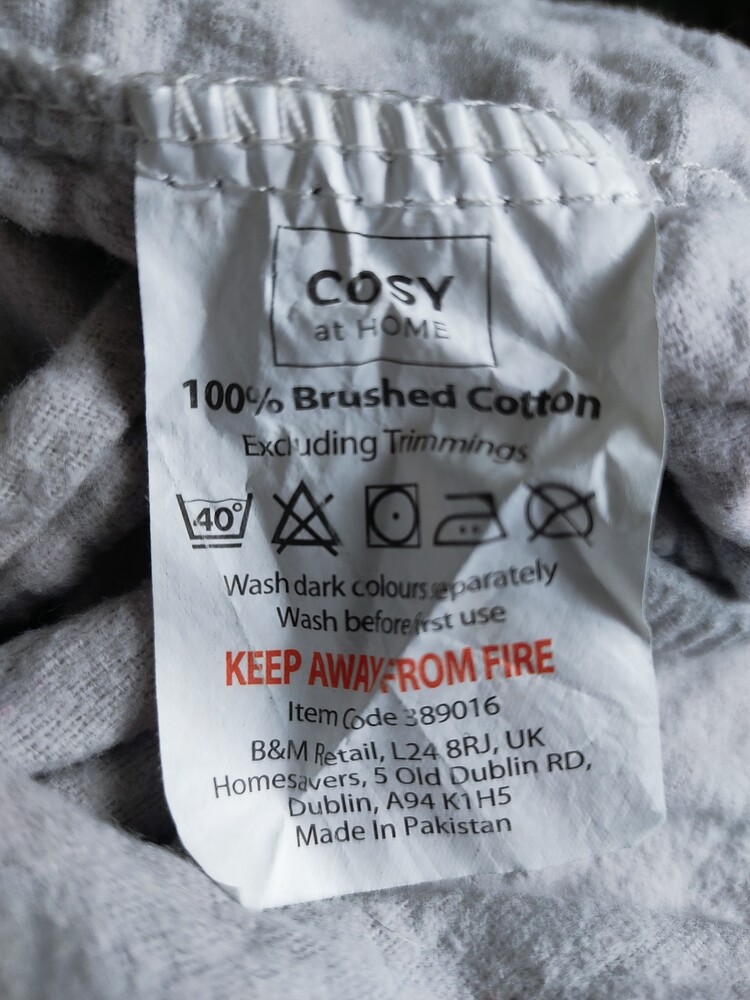 COSY
at HOME
100% Brushed Cotton
Excluding Trimmings
40°
Wash dark colours separately
Wash before first use
KEEP AWAY FROM FIRE
Item Code 389016
B&M Retail, L24 8RJ, UK
Homesavers, 5 Old Dublin RD,
Dublin, A94 K1H5
Made In Pakistan